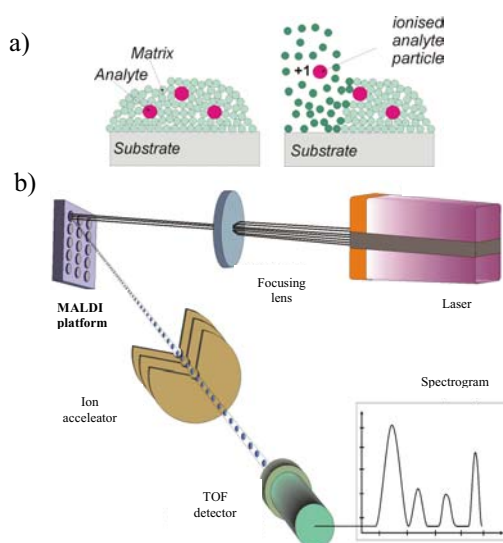 a)
Matrix
Analyte
Substrate
ionised
analyte
particle
+1
Substrate
b)
MALDI
platform
Focusing
lens
Laser
Ion
acceleator
Spectrogram
TOF
detector